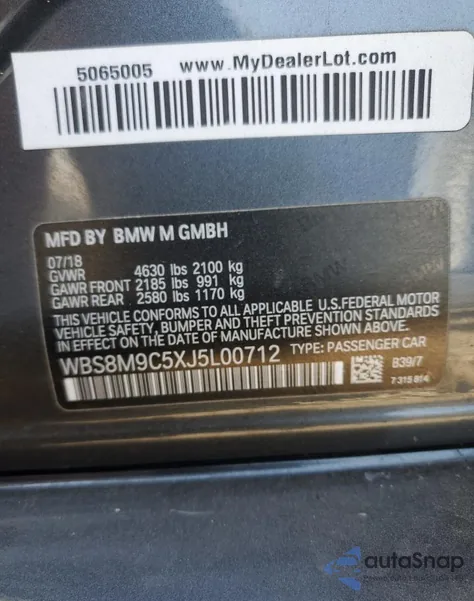 5065005 www.MyDealerLot.com
MFD BY BMW M GMBH
07/18
GVWR 4630 lbs 2100 kg
GAWR FRONT 2185 lbs 991 kg
GAWR REAR 2580 lbs 1170 kg
THIS VEHICLE CONFORMS TO ALL APPLICABLE U.S.FEDERAL MOTOR
VEHICLE SAFETY, BUMPER, AND THEFT PREVENTION STANDARDS
IN EFFECT ON THE DATE OF MANUFACTURE SHOWN ABOVE.
WBS8M9C5XJ5L00712 TYPE: PASSENGER CAR
B39/7
7 315 814
autoSnap